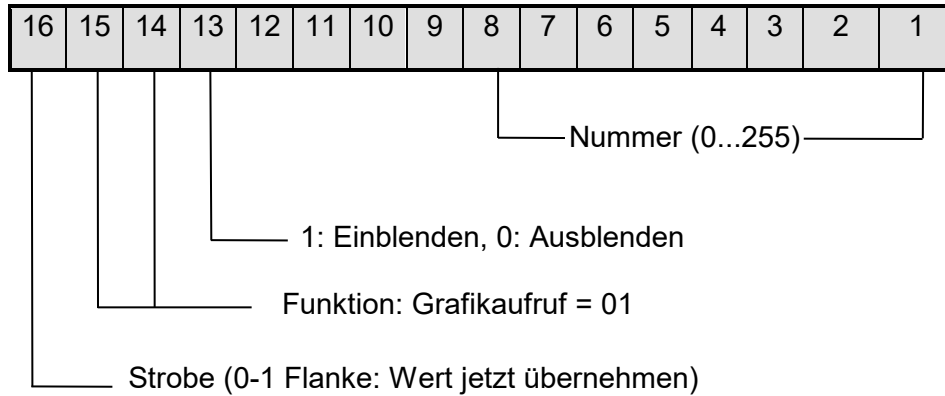 16 15 14 13 12 11 10 9 8 7 6 5 4 3 2 1
Nummer (0...255)
1: Einblenden, 0: Ausblenden
Funktion: Grafikaufruf = 01
Strobe (0-1 Flanke: Wert jetzt übernehmen)